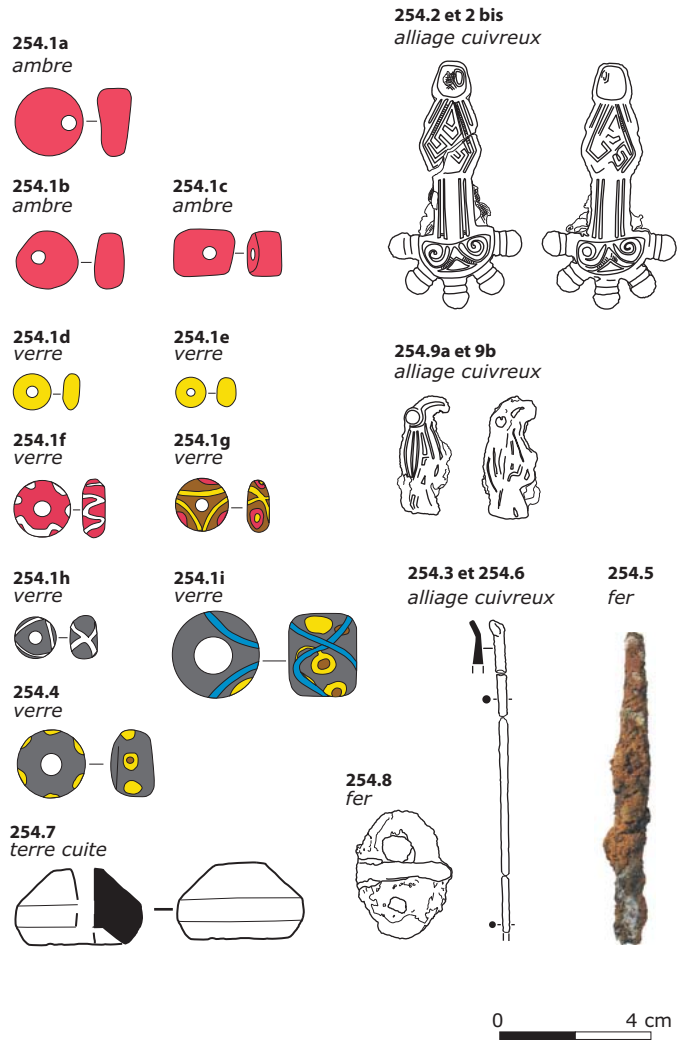 254.1a
ambre
254.1b
ambre
254.1c
ambre
254.1d
verre
254.1e
verre
254.1f
verre
254.1g
verre
254.1h
verre
254.1i
verre
254.4
verre
254.7
terre cuite
254.2 et 2 bis
alliage cuivreux
254.9a et 9b
alliage cuivreux
254.3 et 254.6
alliage cuivreux
254.5
fer
254.8
fer
0 4 cm